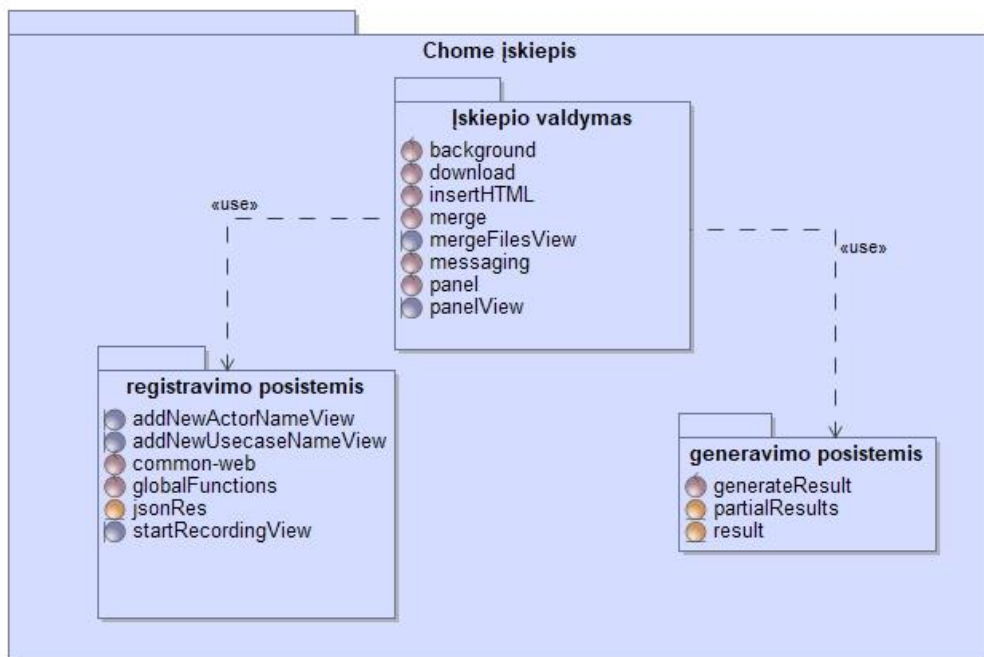 Chome įskiepis
Įskiepio valdymas
background
download
insertHTML
merge
mergeFilesView
messaging
panel
panelView
«use»
«use»
registravimo posistemis
addNewActorNameView
addNewUsecaseNameView
common-web
globalFunctions
jsonRes
startRecordingView
generavimo posistemis
generateResult
partialResults
result